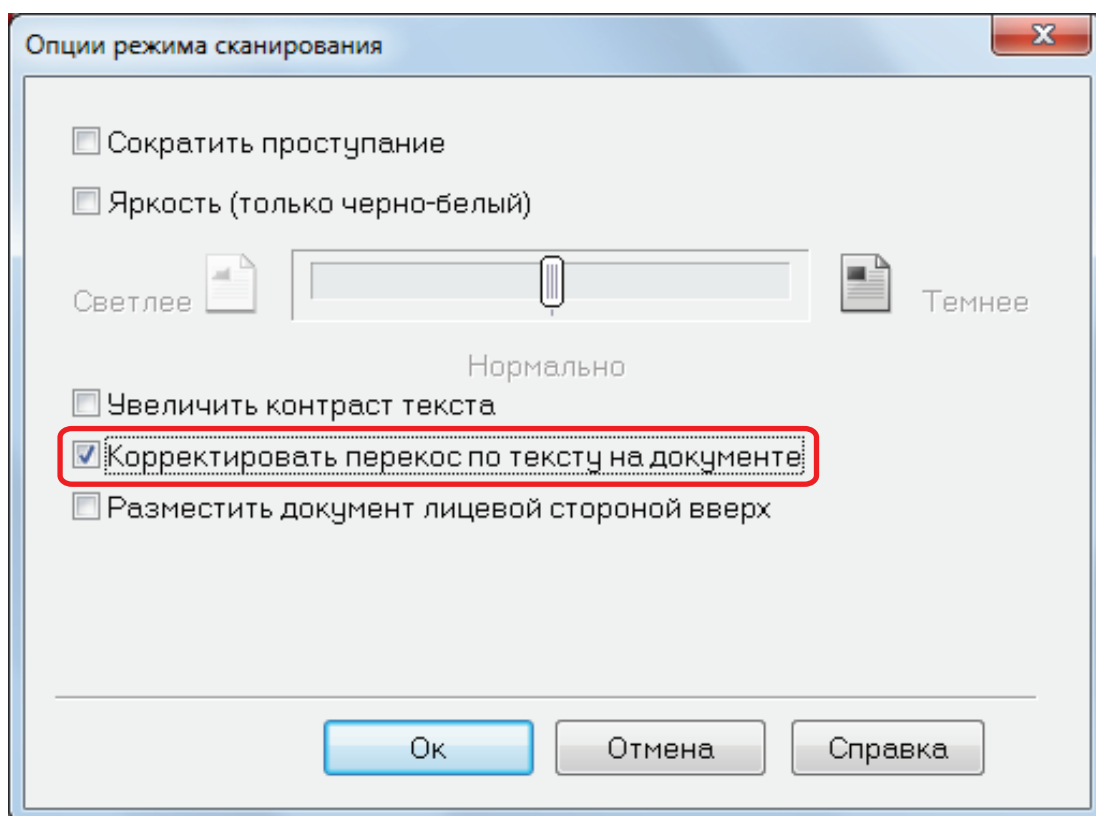 Опции режима сканирования
Сократить проступание
Яркость (только черно-белый)
Светлее Темнее
Нормально
Увеличить контраст текста
Корректировать перекос по тексту на документе
Разместить документ лицевой стороной вверх
Ок Отмена Справка